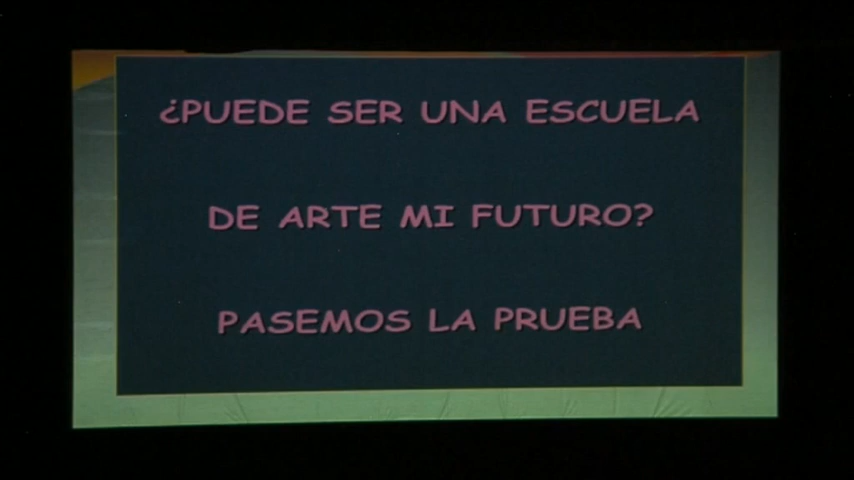 ¿PUEDE SER UNA ESCUELA
DE ARTE MI FUTURO?
PASEMOS LA PRUEBA